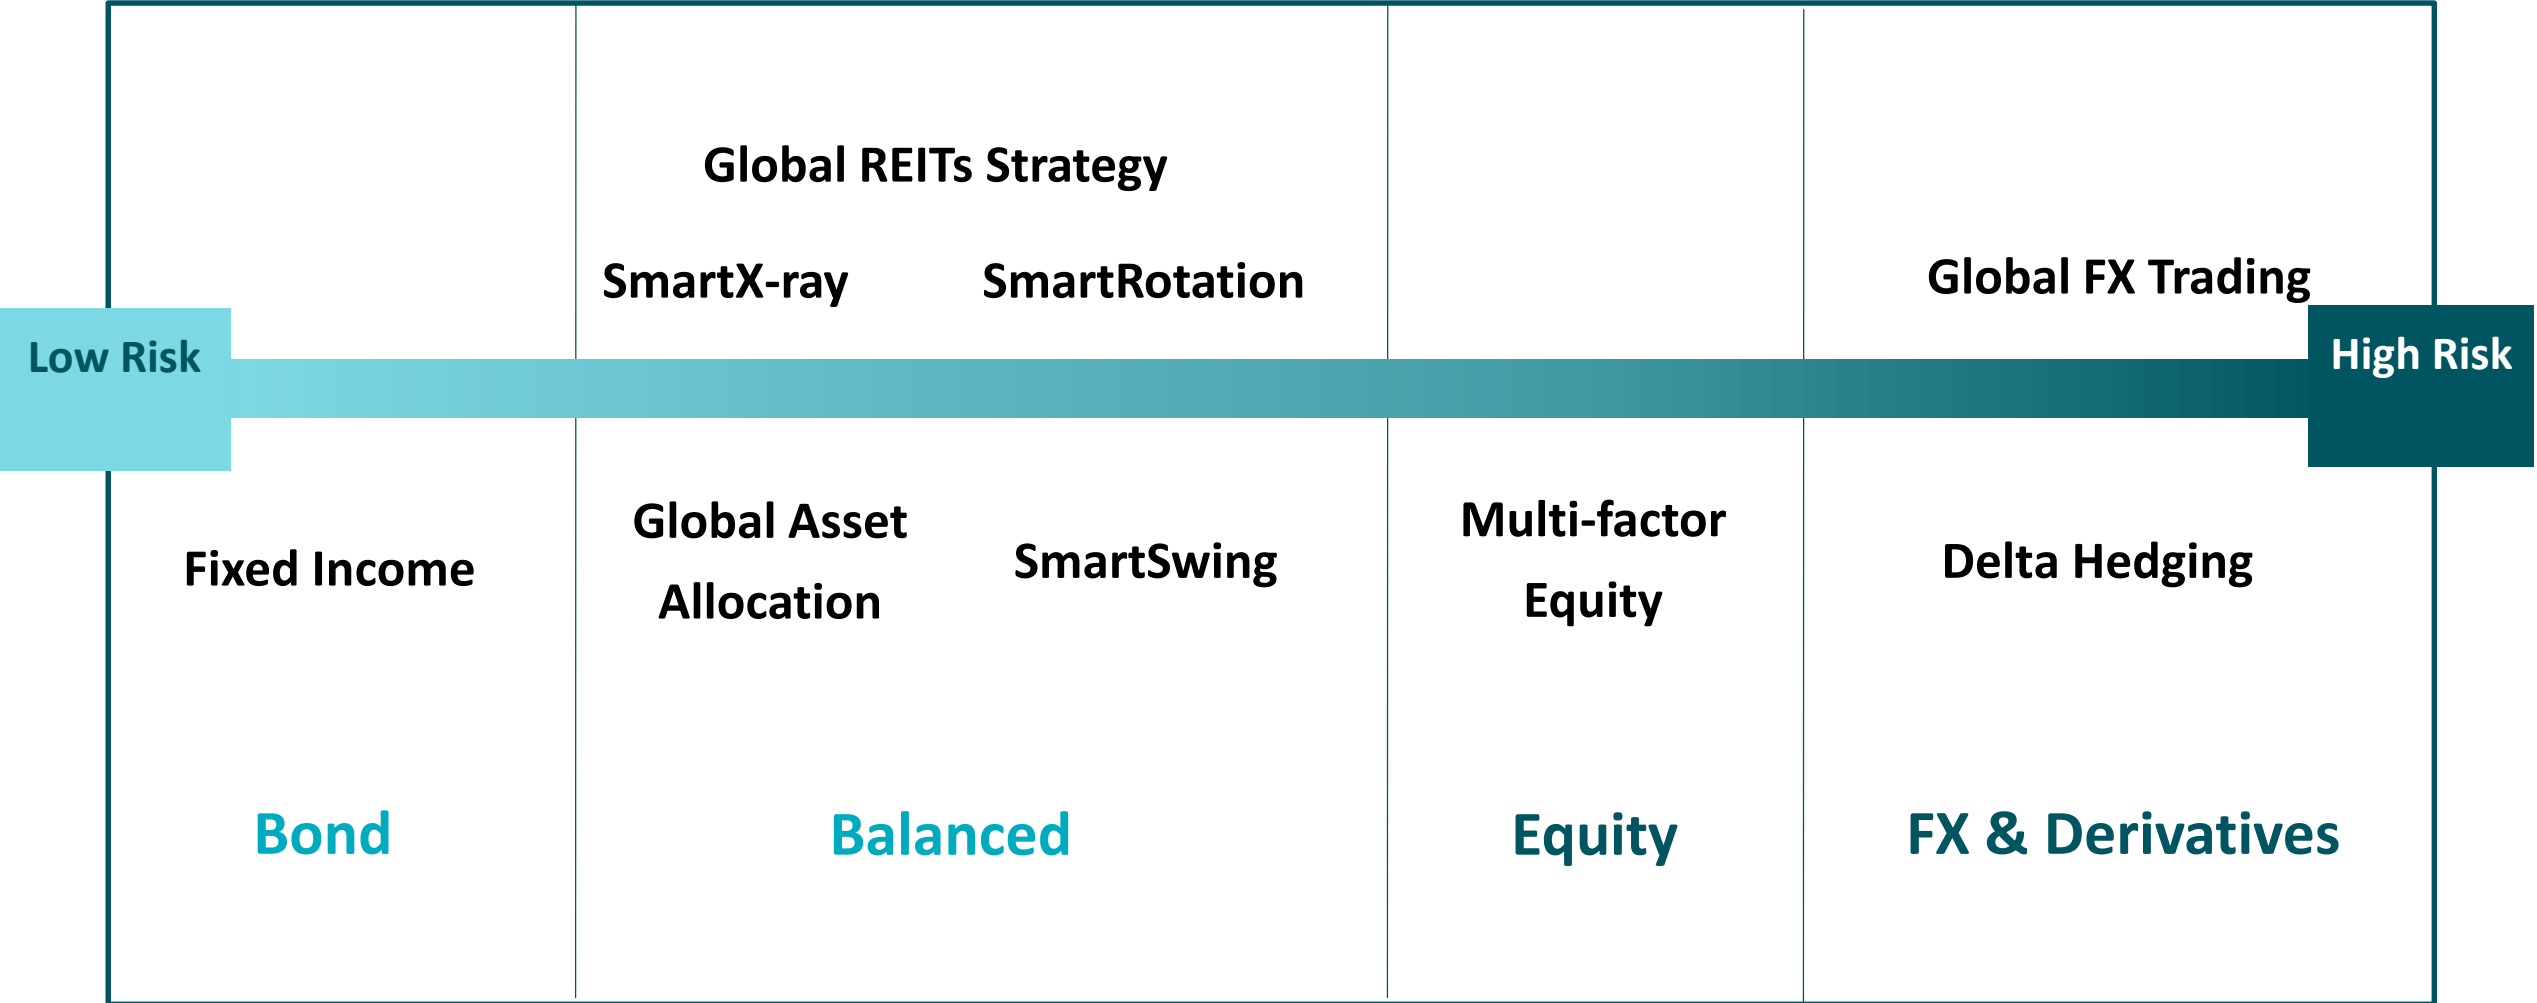 Global REITs Strategy
SmartX-ray
SmartRotation
Global FX Trading
Low Risk
High Risk
Fixed Income
Global Asset
Allocation
SmartSwing
Multi-factor
Equity
Delta Hedging
Bond
Balanced
Equity
FX & Derivatives